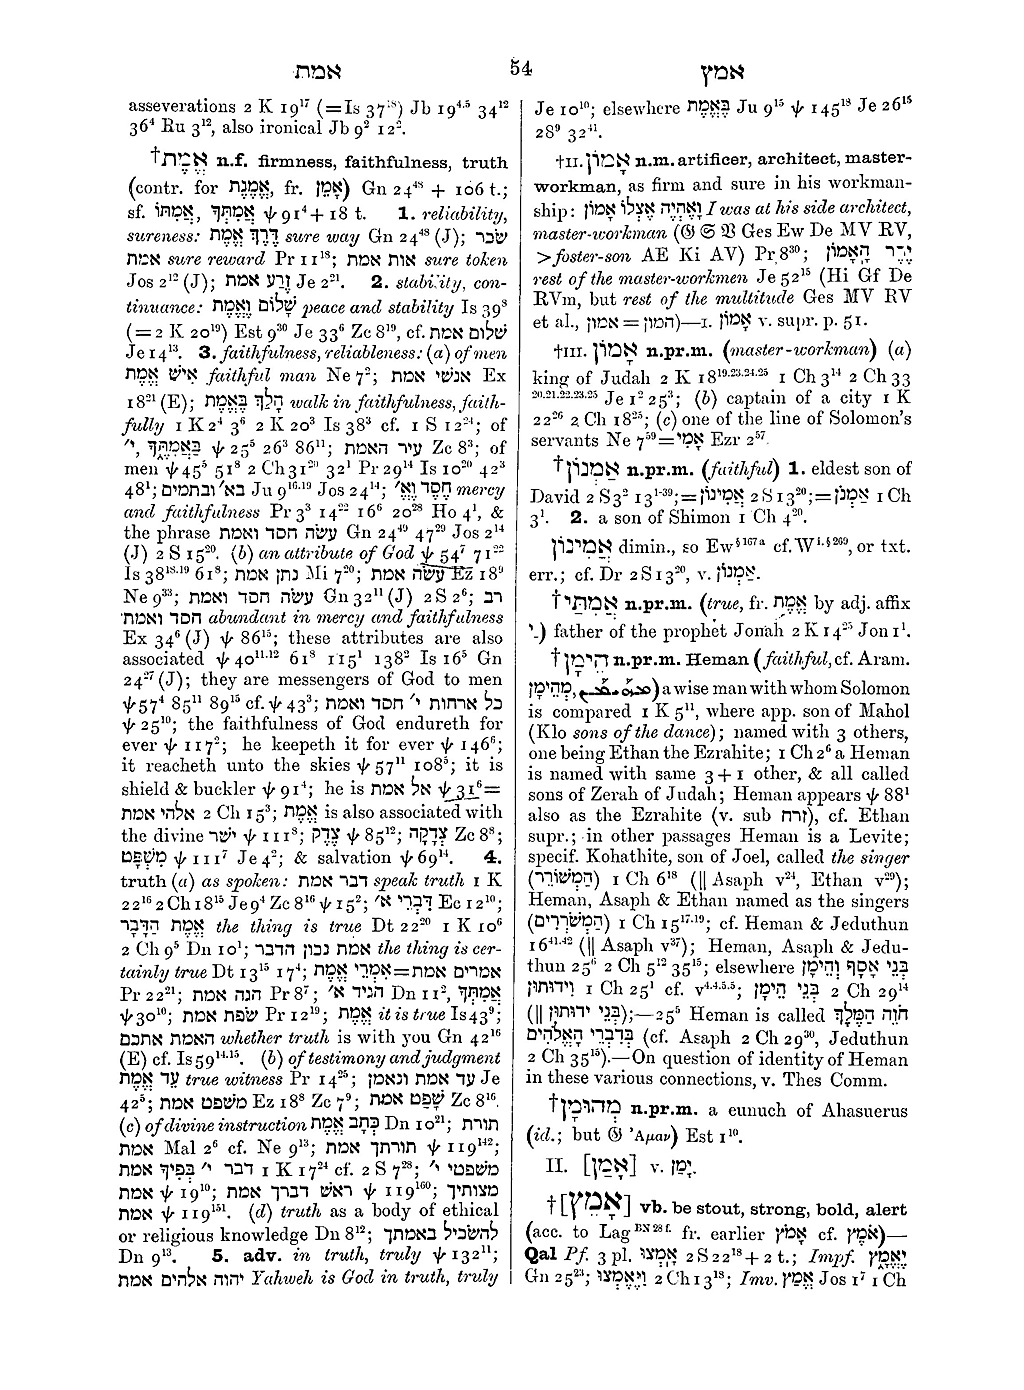 אמת 54 אמץ
asseverations 2 K 19¹⁷ (=Is 37¹⁸) Jb 19⁴·⁵ 34¹²
36⁴ Ru 3¹², also ironical Jb 9² 12².
†אֱמֶת n.f. firmness, faithfulness, truth
(contr. for אֱמֶנֶת, fr. אָמַן) Gn 24⁴⁸ + 106 t.;
sf. אֲמִתְּךָ, אֲמִתּוֹ ψ 91⁴ + 18 t. 1. reliability,
sureness: דֶּרֶךְ אֱמֶת sure way Gn 24⁴⁸ (J); שֶׂכֶר
אמת sure reward Pr 11¹⁸; אות אמת sure token
Jos 2¹² (J); זֶרַע אמת Je 2²¹. 2. stability, con-
tinuance: שָׁלוֹם וֶאֱמֶת peace and stability Is 39⁸
(= 2 K 20¹⁹) Est 9³⁰ Je 33⁶ Zc 8¹⁹, cf. שלום אמת
Je 14¹³. 3. faithfulness, reliableness: (a) of men
אִישׁ אֱמֶת faithful man Ne 7²; אנשי אמת Ex
18²¹ (E); הָלַךְ בֶּאֱמֶת walk in faithfulness, faith-
fully 1 K 2⁴ 3⁶ 2 K 20³ Is 38³ cf. 1 S 12²⁴; of
י׳, בַּאֲמִתֶּךָ ψ 25⁵ 26³ 86¹¹; עיר האמת Zc 8³; of
men ψ 45⁵ 51⁸ 2 Ch 31²⁰ 32¹ Pr 29¹⁴ Is 10²⁰ 42³
48¹; בא׳ ובתמים Ju 9¹⁶·¹⁹ Jos 24¹⁴; חֶסֶד וֶא׳ mercy
and faithfulness Pr 3³ 14²² 16⁶ 20²⁸ Ho 4¹, &
the phrase עשׂה חסד ואמת Gn 24⁴⁹ 47²⁹ Jos 2¹⁴
(J) 2 S 15²⁰. (b) an attribute of God ψ 54⁷ 71²²
Is 38¹⁸·¹⁹ 61⁸; נתן אמת Mi 7²⁰; עשׂה אמת Ez 18⁹
Ne 9³³; עשׂה חסד ואמת Gn 32¹¹ (J) 2 S 2⁶; רב
חסד ואמת abundant in mercy and faithfulness
Ex 34⁶ (J) ψ 86¹⁵; these attributes are also
associated ψ 40¹¹·¹² 61⁸ 115¹ 138² Is 16⁵ Gn
24²⁷ (J); they are messengers of God to men
ψ 57⁴ 85¹¹ 89¹⁵ cf. ψ 43³; כל ארחות י׳ חסד ואמת
ψ 25¹⁰; the faithfulness of God endureth for
ever ψ 117²; he keepeth it for ever ψ 146⁶;
it reacheth unto the skies ψ 57¹¹ 108⁵; it is
shield & buckler ψ 91⁴; he is אל אמת ψ 31⁶=
אלהי אמת 2 Ch 15³; אֱמֶת is also associated with
the divine ישׁר ψ 111⁸; צֶדֶק ψ 85¹²; צְדָקָה Zc 8⁸;
מִשְׁפָּט ψ 111⁷ Je 4²; & salvation ψ 69¹⁴. 4.
truth (a) as spoken: דבר אמת speak truth 1 K
22¹⁶ 2 Ch 18¹⁵ Je 9⁴ Zc 8¹⁶ ψ 15²; דִּבְרֵי א׳ Ec 12¹⁰;
אֱמֶת הַדָּבָר the thing is true Dt 22²⁰ 1 K 10⁶
2 Ch 9⁵ Dn 10¹; אמת נכון הדבר the thing is cer-
tainly true Dt 13¹⁵ 17⁴; אמרים אמת=אִמְרֵי אֱמֶת
Pr 22²¹; הגה אמת Pr 8⁷; הגיד א׳ Dn 11², אֲמִתְּךָ
ψ 30¹⁰; שׂפת אמת Pr 12¹⁹; אֱמֶת it is true Is 43⁹;
האמת אתכם whether truth is with you Gn 42¹⁶
(E) cf. Is 59¹⁴·¹⁵. (b) of testimony and judgment
עֵד אֱמֶת true witness Pr 14²⁵; עד אמת ונאמן Je
42⁵; משׁפט אמת Ez 18⁸ Zc 7⁹; שָׁפַט אמת Zc 8¹⁶.
(c) of divine instruction כְּתָב אֱמֶת Dn 10²¹; תורת
אמת Mal 2⁶ cf. Ne 9¹³; תורתך אמת ψ 119¹⁴²;
דבר י׳ בְּפִיךָ אמת 1 K 17²⁴ cf. 2 S 7²⁸; משפטי י׳
אמת ψ 19¹⁰; ראשׁ דברך אמת ψ 119¹⁶⁰; מצותיך
אמת ψ 119¹⁵¹. (d) truth as a body of ethical
or religious knowledge Dn 8¹²; להשׂכיל באמתך
Dn 9¹³. 5. adv. in truth, truly ψ 132¹¹;
יהוה אלהים אמת Yahweh is God in truth, truly
Je 10¹⁰; elsewhere בֶּאֱמֶת Ju 9¹⁵ ψ 145¹⁸ Je 26¹⁵
28⁹ 32⁴¹.
†II. אָמוֹן n.m. artificer, architect, master-
workman, as firm and sure in his workman-
ship: וָאֶהְיֶה אֶצְלוֹ אָמוֹן I was at his side architect,
master-workman (𝔊 𝔖 𝔙 Ges Ew De MV RV,
>foster-son AE Ki AV) Pr 8³⁰; יֶתֶר הָאָמוֹן
rest of the master-workmen Je 52¹⁵ (Hi Gf De
RVm, but rest of the multitude Ges MV RV
et al., אמון = המון)—I. אָמוֹן v. supr. p. 51.
†III. אָמוֹן n.pr.m. (master-workman) (a)
king of Judah 2 K 18¹⁹·²³·²⁴·²⁵ 1 Ch 3¹⁴ 2 Ch 33
²⁰·²¹·²²·²³·²⁵ Je 1² 25³; (b) captain of a city 1 K
22²⁶ 2 Ch 18²⁵; (c) one of the line of Solomon's
servants Ne 7⁵⁹=אָמִי Ezr 2⁵⁷.
†אַמְנוֹן n.pr.m. (faithful) 1. eldest son of
David 2 S 3² 13¹⁻³⁹; =אֲמִינוֹן 2 S 13²⁰; =אַמְנֹן 1 Ch
3¹. 2. a son of Shimon 1 Ch 4²⁰.
אֲמִינוֹן dimin., so Ew§¹⁶⁷ᵃ cf. Wⁱ·§²⁶⁹, or txt.
err.; cf. Dr 2 S 13²⁰, v. אַמְנוֹן.
†אֲמִתַּי n.pr.m. (true, fr. אֱמֶת by adj. affix
־ַי) father of the prophet Jonah 2 K 14²⁵ Jon 1¹.
†הֵימָן n.pr.m. Heman (faithful, cf. Aram.
מְהֵימָן, ܡܗܝܡܢ) a wise man with whom Solomon
is compared 1 K 5¹¹, where app. son of Mahol
(Klo sons of the dance); named with 3 others,
one being Ethan the Ezrahite; 1 Ch 2⁶ a Heman
is named with same 3 + 1 other, & all called
sons of Zerah of Judah; Heman appears ψ 88¹
also as the Ezrahite (v. sub זרח), cf. Ethan
supr.; in other passages Heman is a Levite;
specif. Kohathite, son of Joel, called the singer
(הַמְשׁוֹרֵר) 1 Ch 6¹⁸ (‖ Asaph v²⁴, Ethan v²⁹);
Heman, Asaph & Ethan named as the singers
(הַמְשֹׁרְרִים) 1 Ch 15¹⁷·¹⁹; cf. Heman & Jeduthun
16⁴¹·⁴² (‖ Asaph v³⁷); Heman, Asaph & Jedu-
thun 25⁶ 2 Ch 5¹² 35¹⁵; elsewhere בְּנֵי אָסָף וְהֵימָן
וִידוּתוּן 1 Ch 25¹ cf. v⁴·⁴·⁵·⁵; בְּנֵי הֵימָן 2 Ch 29¹⁴
(‖ בְּנֵי יְדוּתוּן);—25⁵ Heman is called חֹזֵה הַמֶּלֶךְ
בְּדִבְרֵי הָאֱלֹהִים (cf. Asaph 2 Ch 29³⁰, Jeduthun
2 Ch 35¹⁵).—On question of identity of Heman
in these various connections, v. Thes Comm.
†מְהוּמָן n.pr.m. a eunuch of Ahasuerus
(id.; but 𝔊 Ἀμαν) Est 1¹⁰.
II. [אָמַן] v. יָמַן.
†[אָמֵץ] vb. be stout, strong, bold, alert
(acc. to Lag ᴮᴺ ²⁸ ᶠ· fr. earlier אָמֹץ cf. אֹמֶץ)—
Qal Pf. 3 pl. אָמְצוּ 2 S 22¹⁸ + 2 t.; Impf. יֶאֱמָץ
Gn 25²³; וַיֶּאֶמְצוּ 2 Ch 13¹⁸; Imv. אֱמָץ Jos 1⁷ 1 Ch